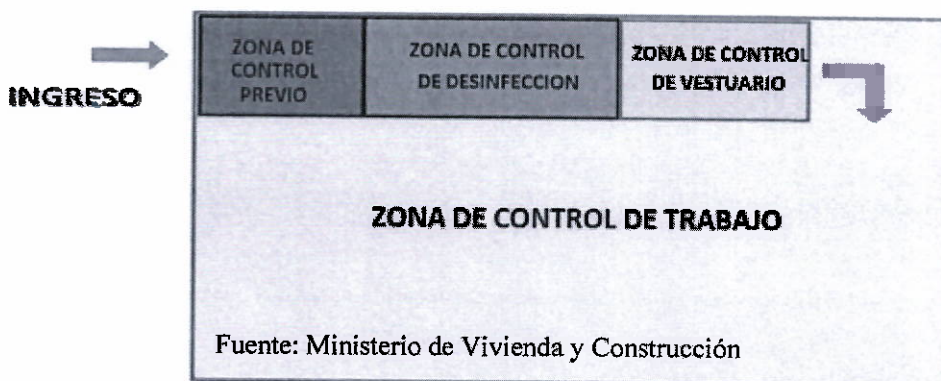 INGRESO
ZONA DE
CONTROL
PREVIO
ZONA DE CONTROL
DE DESINFECCION
ZONA DE CONTROL
DE VESTUARIO
ZONA DE CONTROL DE TRABAJO
Fuente: Ministerio de Vivienda y Construcción